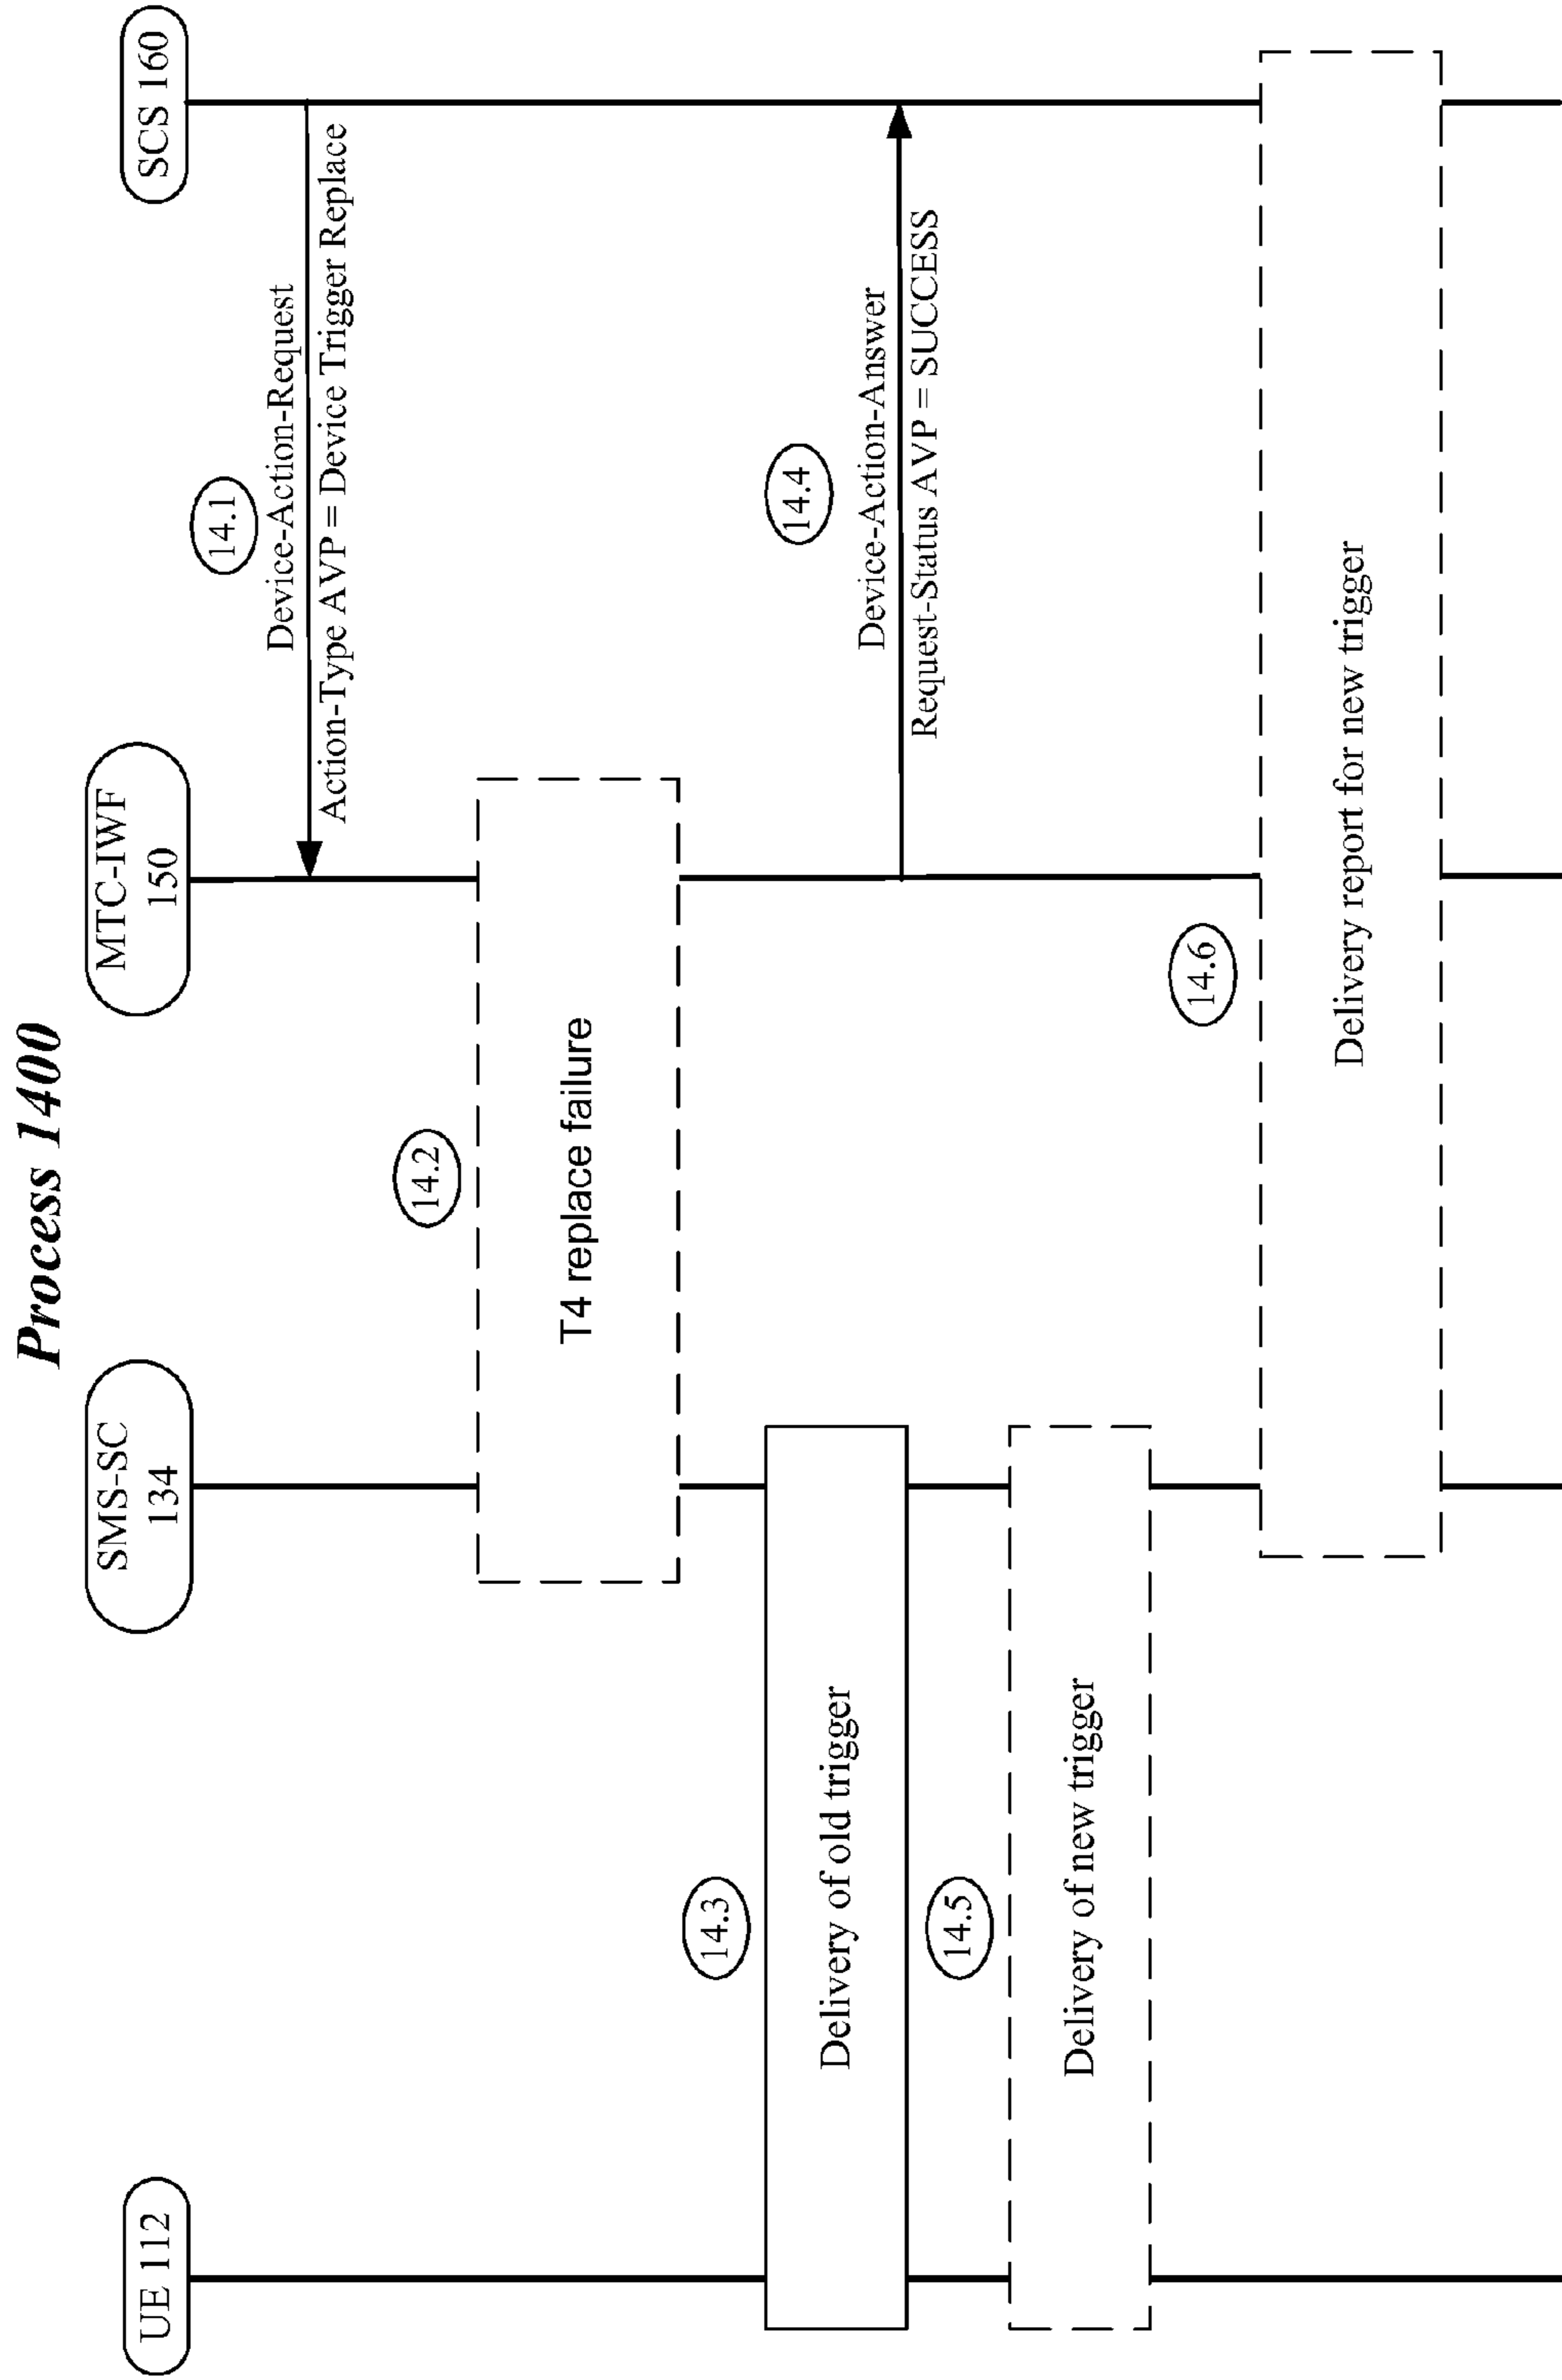 Process 1400
UE 112
SMS-SC
134
MTC-IWF
150
SCS 160
14.1
Device-Action-Request
Action-Type AVP = Device Trigger Replace
14.2
T4 replace failure
14.3
Delivery of old trigger
14.4
Device-Action-Answer
Request-Status AVP = SUCCESS
14.5
Delivery of new trigger
14.6
Delivery report for new trigger